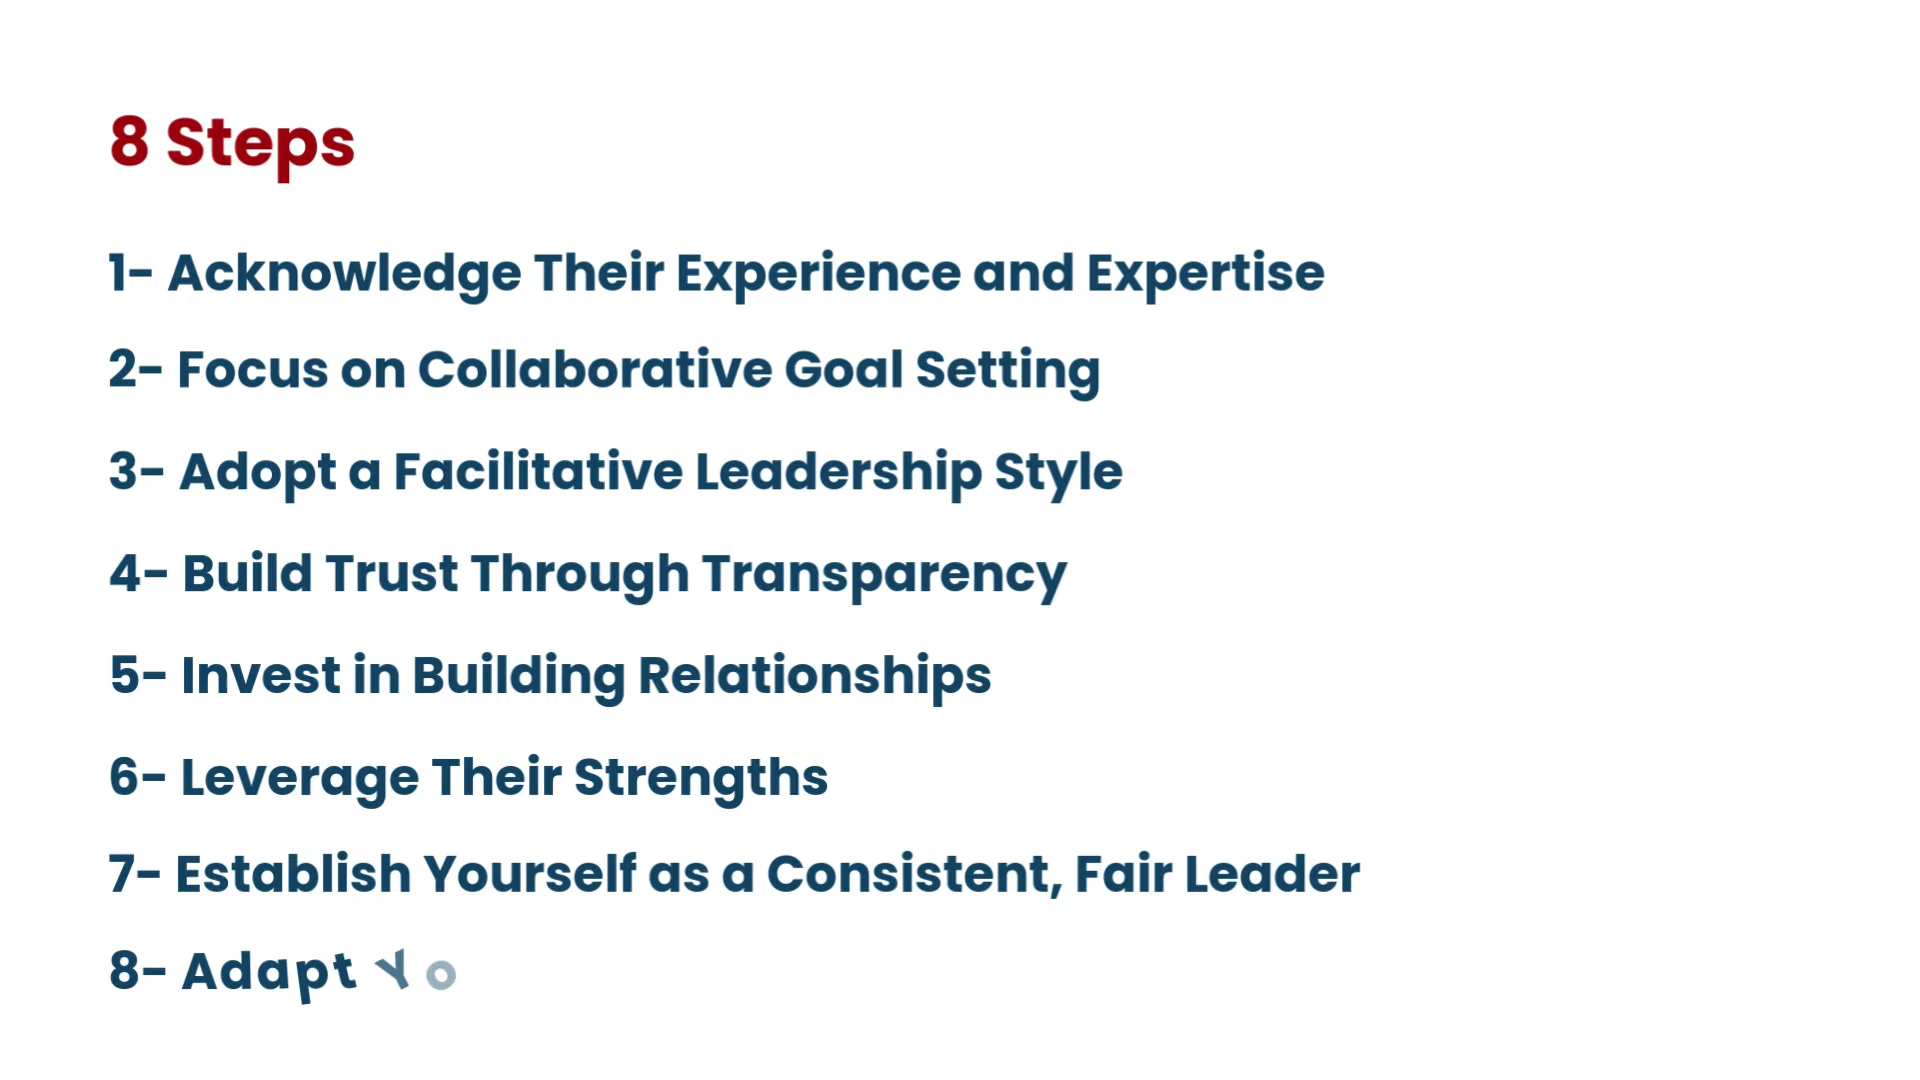 8 Steps
1- Acknowledge Their Experience and Expertise
2- Focus on Collaborative Goal Setting
3- Adopt a Facilitative Leadership Style
4- Build Trust Through Transparency
5- Invest in Building Relationships
6- Leverage Their Strengths
7- Establish Yourself as a Consistent, Fair Leader
8- Adapt Yo